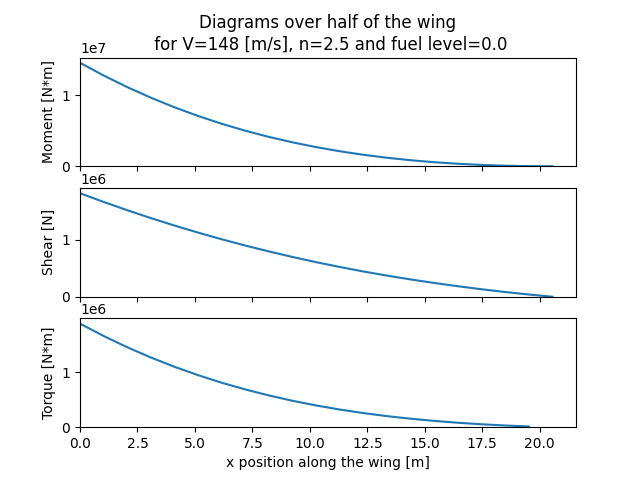 Diagrams over half of the wing
for V=148 [m/s], n=2.5 and fuel level=0.0
1e7
Moment [N*m]
1
0
1e6
Shear [N]
1
0
1e6
Torque [N*m]
1
0
0.0 2.5 5.0 7.5 10.0 12.5 15.0 17.5 20.0
x position along the wing [m]